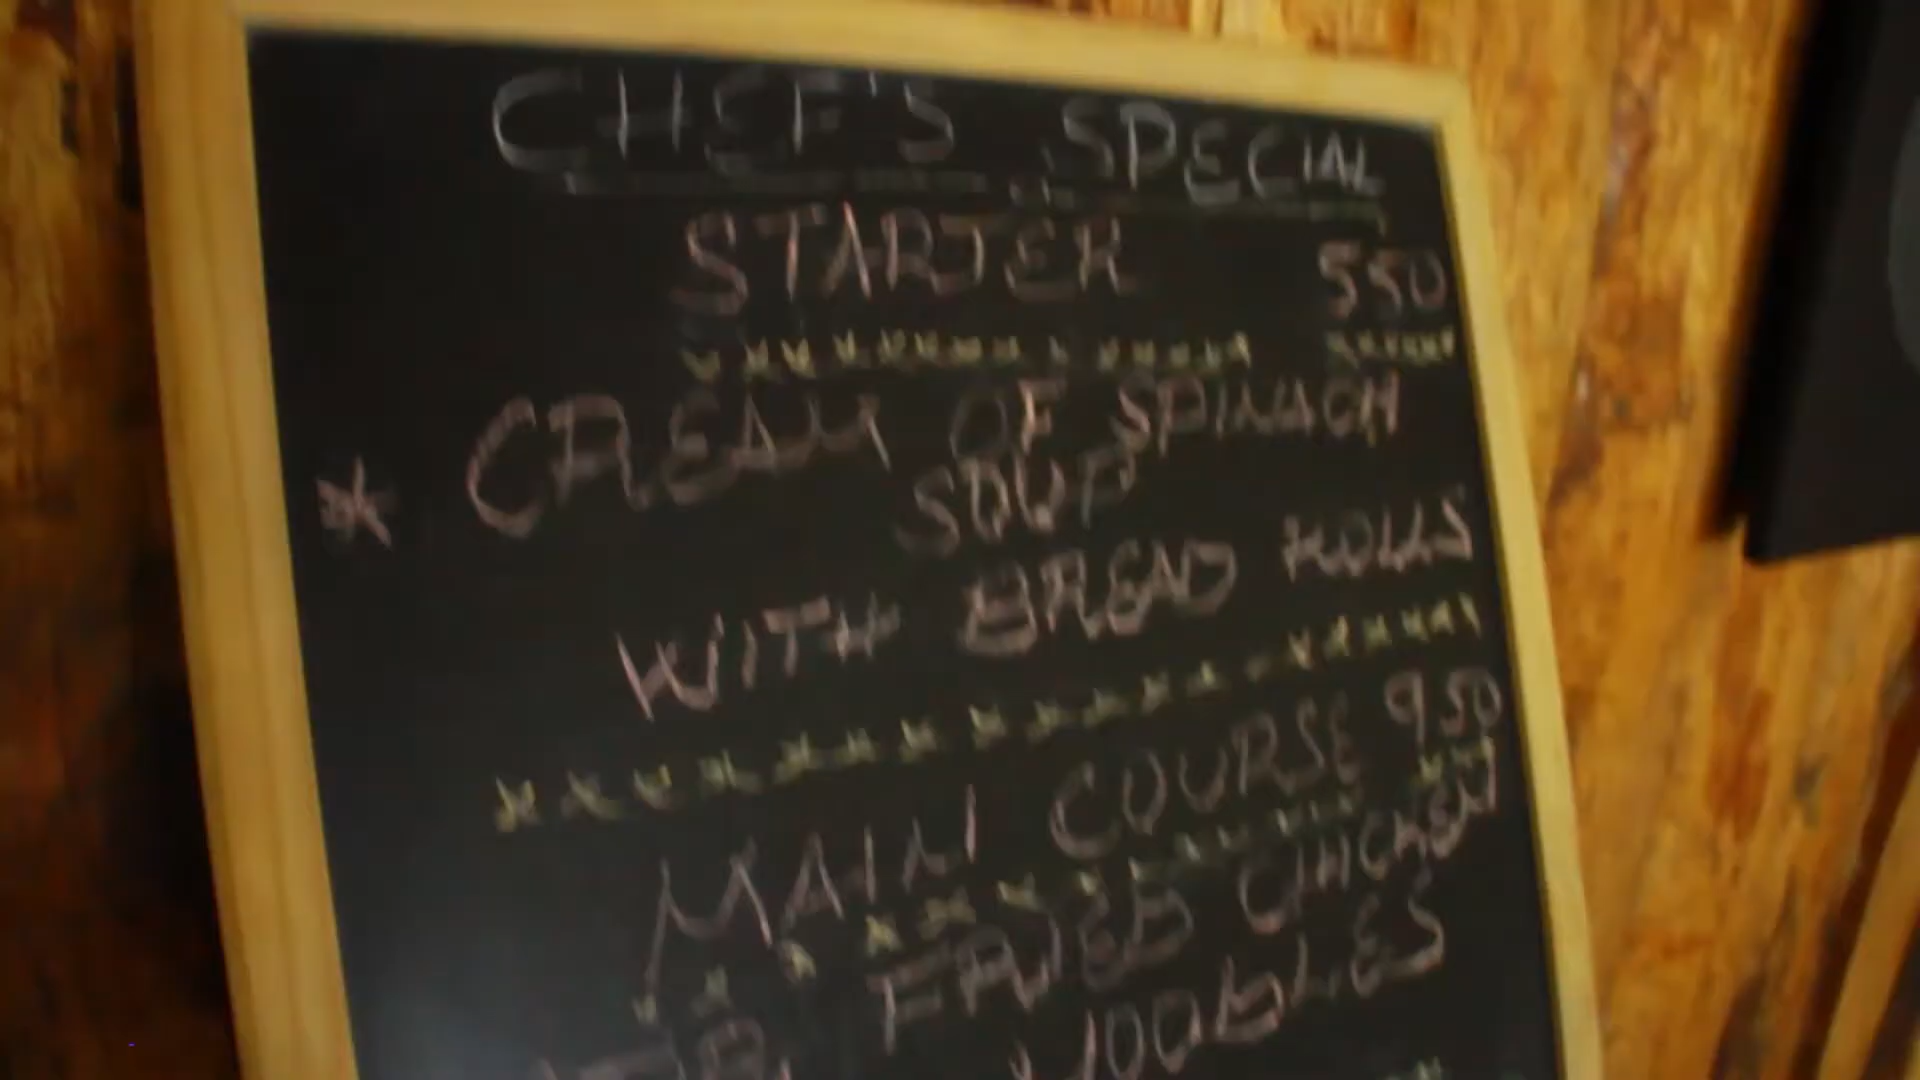 CHEF'S SPECIAL
STARTER 550
* CREAM OF SPINACH
SOUP
WITH BREAD ROLLS
MAIN COURSE 950
FRIED CHICKEN
NOODLES